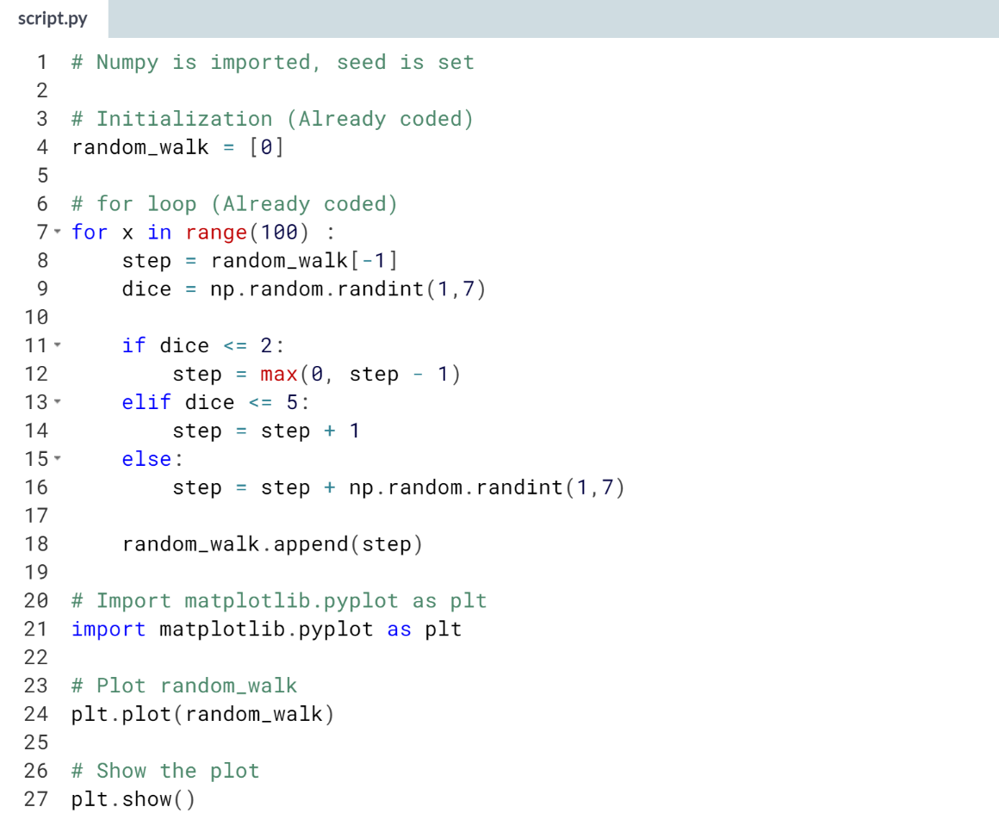 script.py
1 # Numpy is imported, seed is set
2
3 # Initialization (Already coded)
4 random_walk = [0]
5
6 # for loop (Already coded)
7 for x in range(100) :
8     step = random_walk[-1]
9     dice = np.random.randint(1,7)
10
11     if dice <= 2:
12         step = max(0, step - 1)
13     elif dice <= 5:
14         step = step + 1
15     else:
16         step = step + np.random.randint(1,7)
17
18     random_walk.append(step)
19
20 # Import matplotlib.pyplot as plt
21 import matplotlib.pyplot as plt
22
23 # Plot random_walk
24 plt.plot(random_walk)
25
26 # Show the plot
27 plt.show()